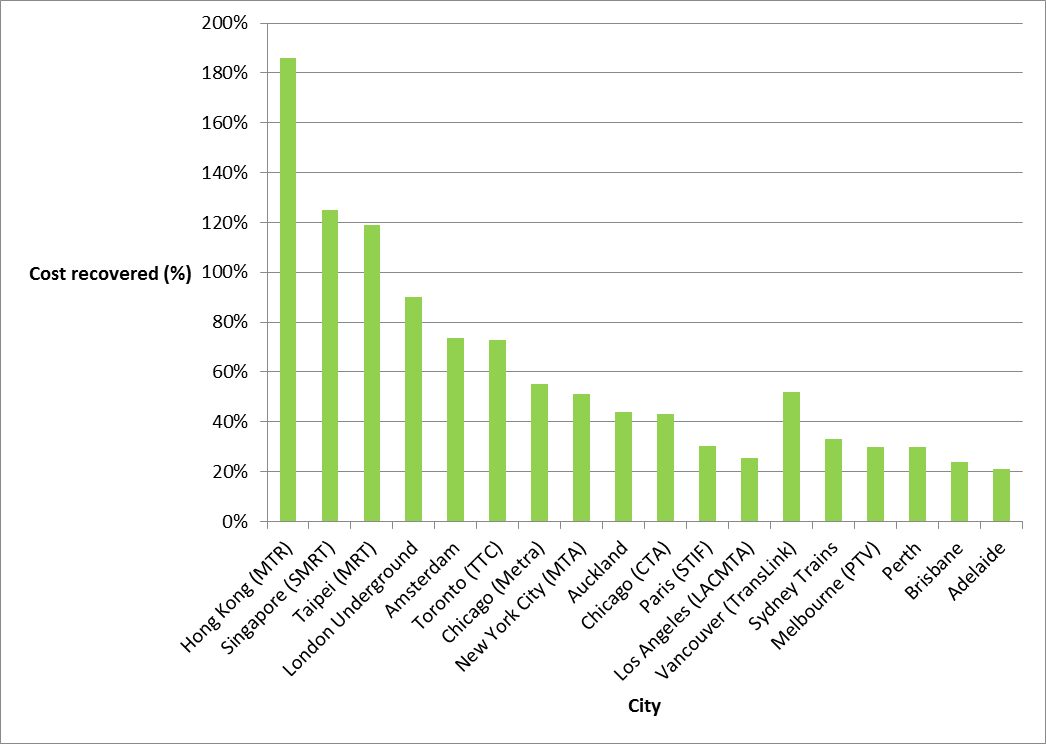 200%
180%
160%
140%
120%
Cost recovered (%)
100%
80%
60%
40%
20%
0%
Hong Kong (MTR)
Singapore (SMRT)
Taipei (MRT)
London Underground
Amsterdam
Toronto (TTC)
Chicago (Metra)
New York City (MTA)
Auckland
Chicago (CTA)
Paris (STIF)
Los Angeles (LACMTA)
Vancouver (TransLink)
Sydney Trains
Melbourne (PTV)
Perth
Brisbane
Adelaide
City